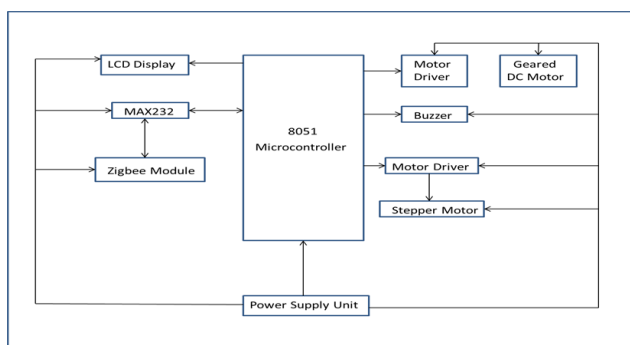 LCD Display
MAX232
Zigbee Module
8051
Microcontroller
Motor
Driver
Geared
DC Motor
Buzzer
Motor Driver
Stepper Motor
Power Supply Unit